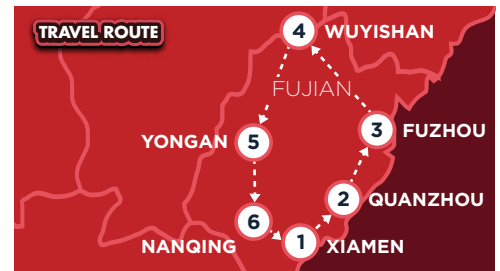 TRAVEL ROUTE
4 WUYISHAN
FUJIAN
3 FUZHOU
YONGAN 5
2 QUANZHOU
6
NANQING
1 XIAMEN